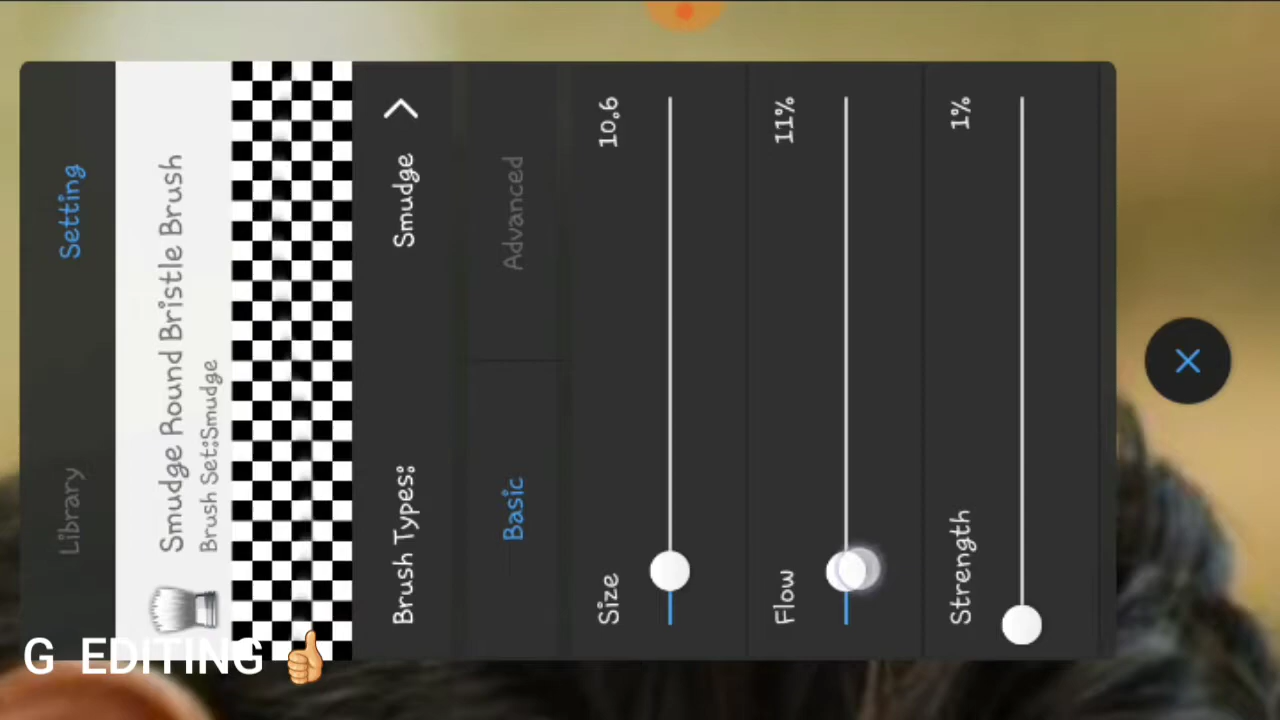 Library Setting
Smudge Round Bristle Brush
Brush Set:Smudge
Brush Types: Smudge
Basic Advanced
Size 10.6
Flow 11%
Strength 1%
G EDITING 👍